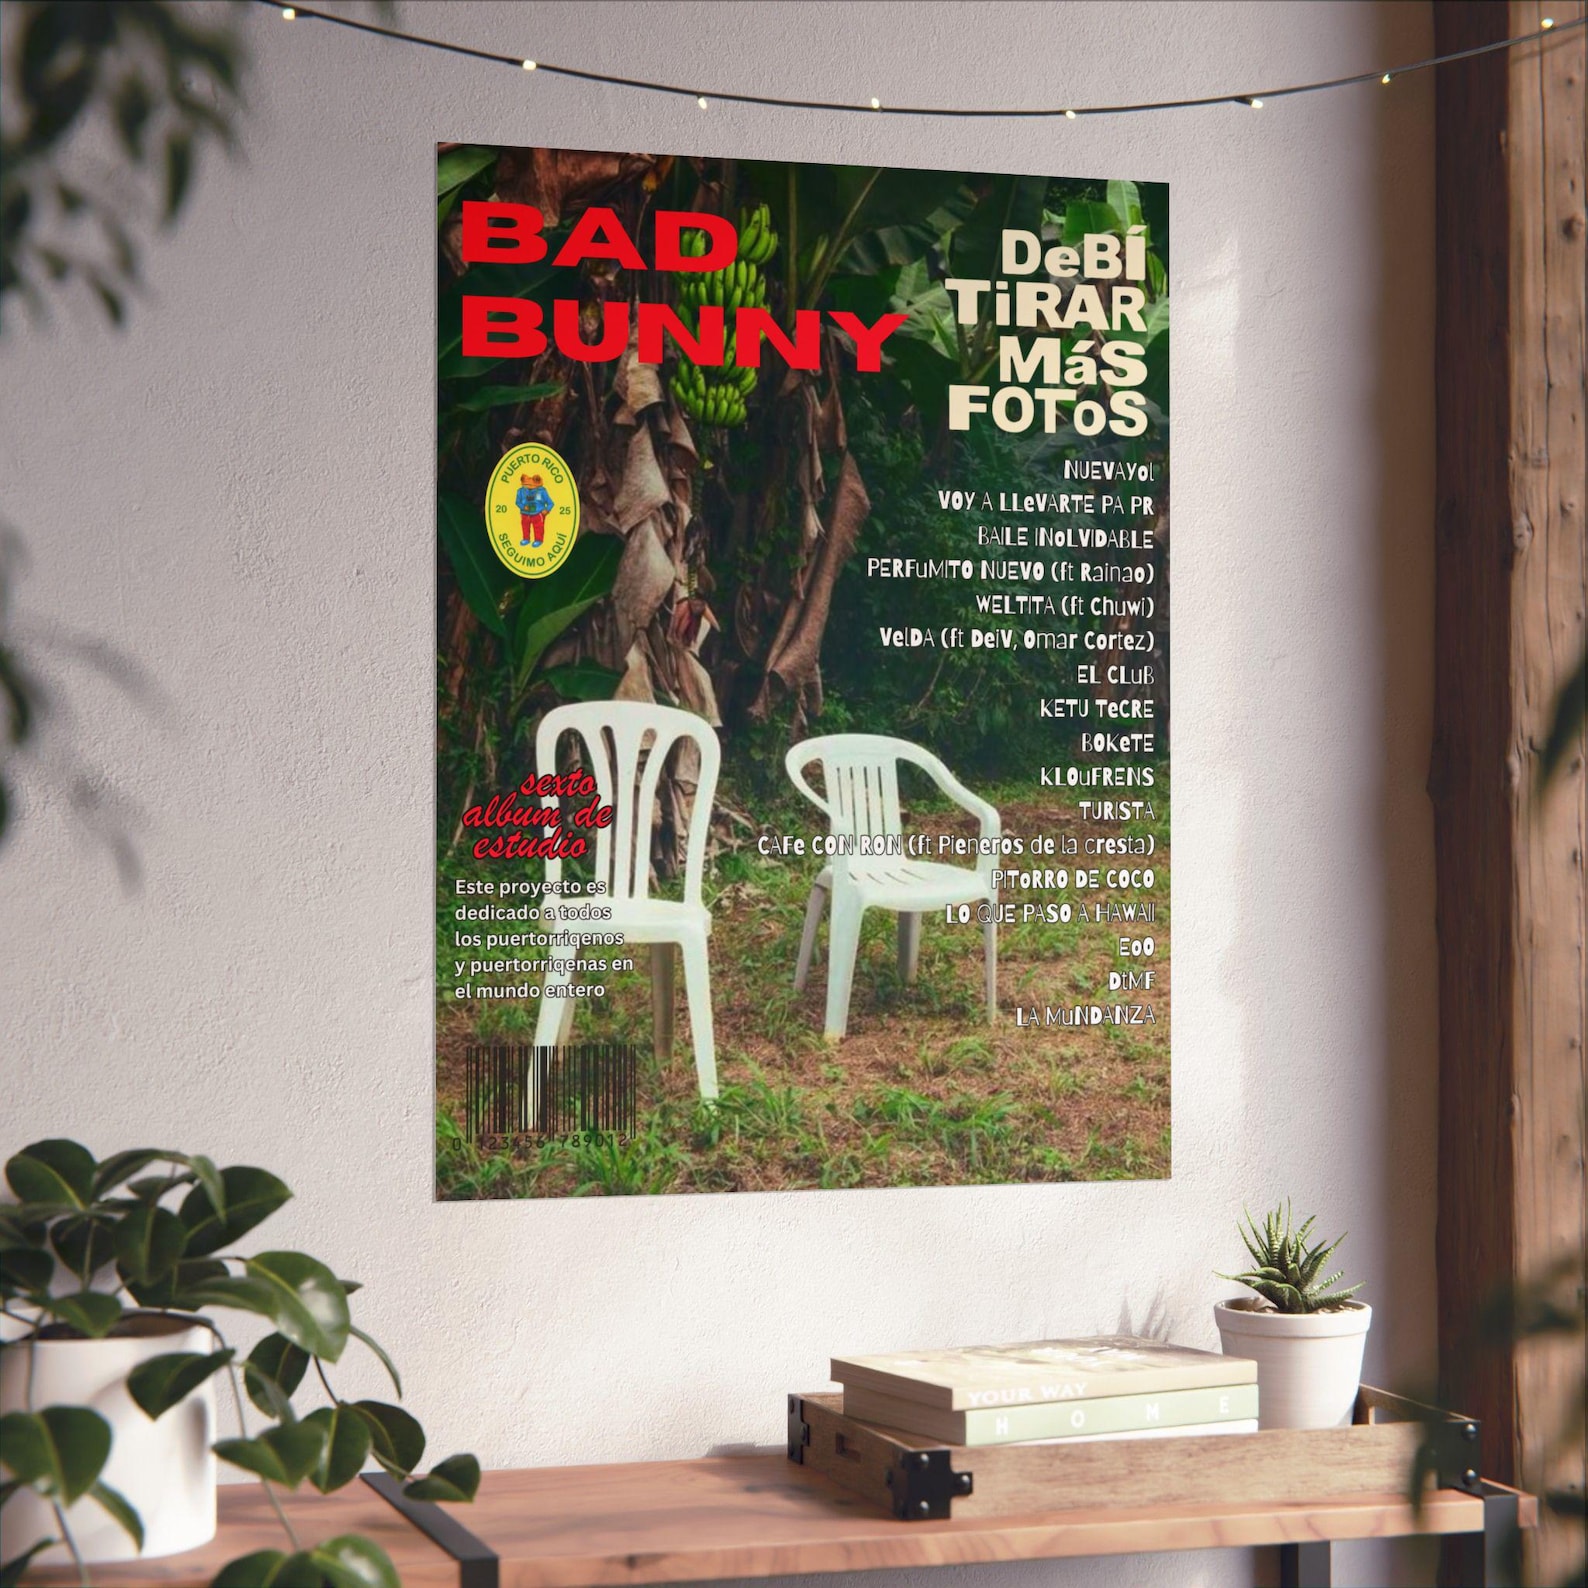 BAD
BUNNY
DeBÍ
TiRAR
MáS
FOToS
PUERTO RICO
20 25
SEGUIMO AQUÍ
NUEVAYol
VOY A LLeVARTE PA PR
BAILE INoLVIDABLE
PERFuMITO NUEVO (ft Rainao)
WELTITA (ft Chuwi)
VelDA (ft DeiV, Omar Cortez)
EL CLuB
KETU TeCRE
BOKeTE
KLOuFRENS
TURISTA
CAFe CON RON (ft Pieneros de la cresta)
PIToRRO DE COCO
LO QUE PASO A HAWAII
EoO
DtMF
LA MuNDANZA
sexto
album de
estudio
Este proyecto es
dedicado a todos
los puertorriqenos
y puertorriqenas en
el mundo entero
0 123456 789012
YOUR WAY
HOME